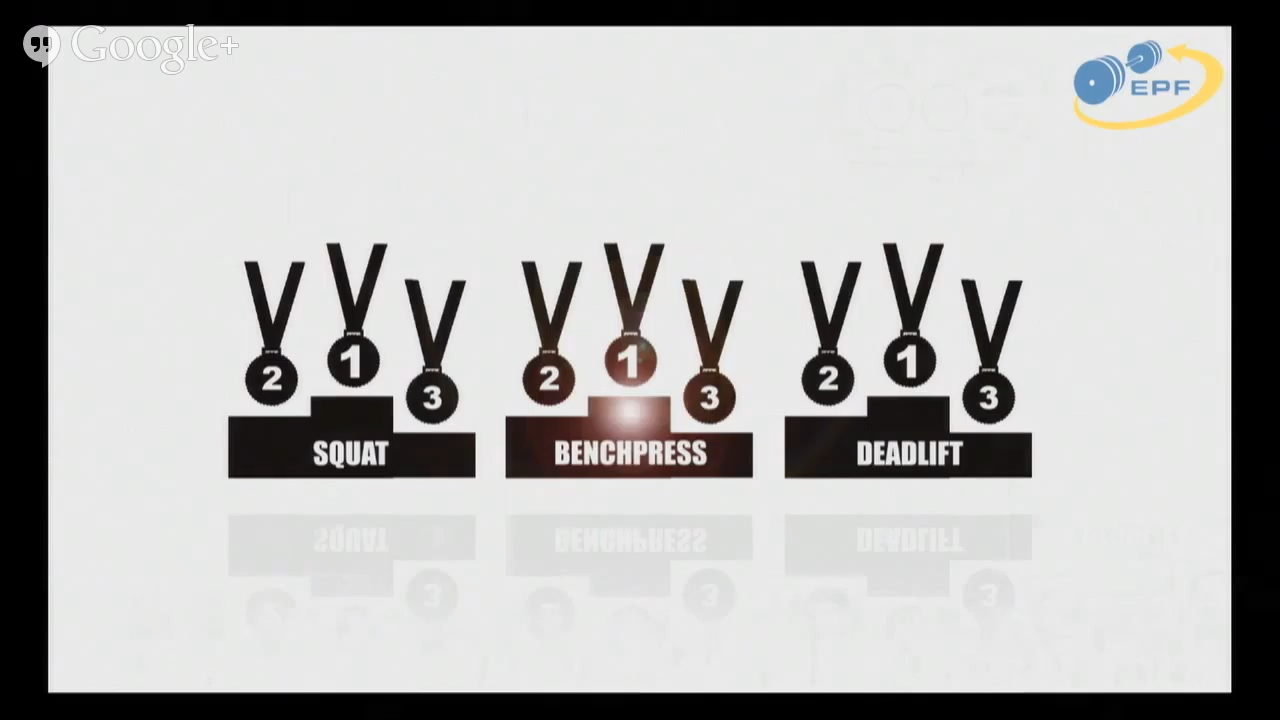 Google+
EPF
2 1 3
2 1 3
2 1 3
SQUAT
BENCHPRESS
DEADLIFT